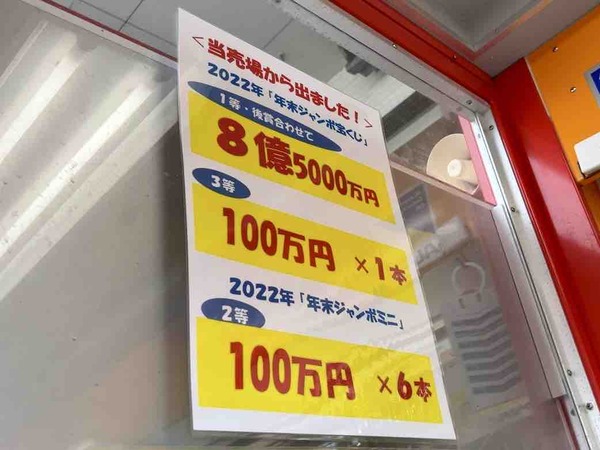 ＜当売場から出ました！＞
2022年「年末ジャンボ宝くじ」
1等・後賞合わせて
8億5000万円
3等
100万円 ×1本
2022年「年末ジャンボミニ」
2等
100万円 ×6本